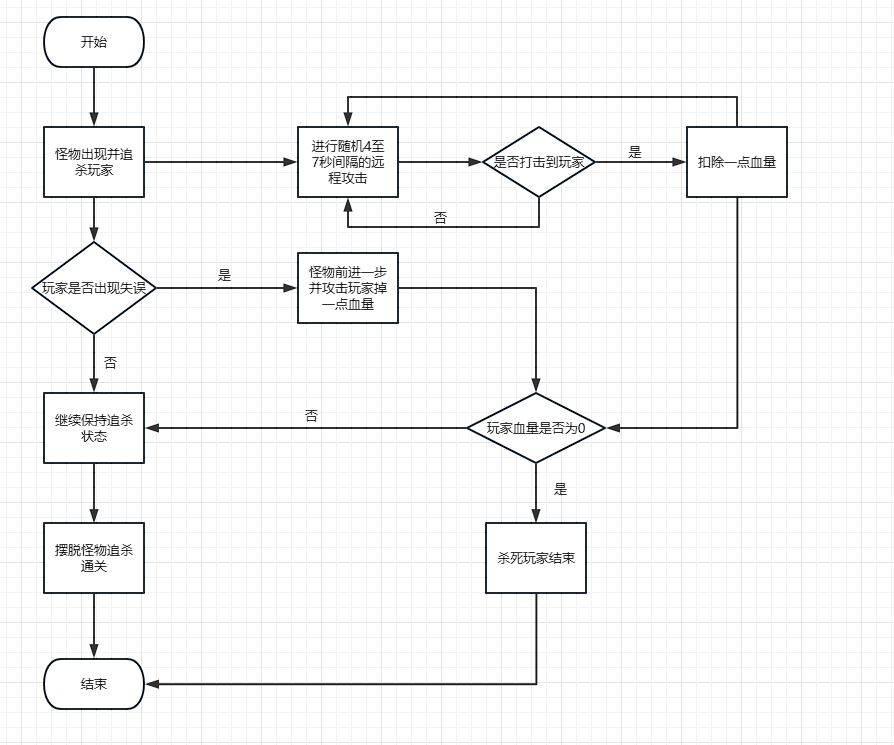 开始
怪物出现并追
杀玩家
进行随机4至
7秒间隔的远
程攻击
是否打击到玩家
是
扣除一点血量
否
玩家是否出现失误
是
怪物前进一步
并攻击玩家掉
一点血量
否
继续保持追杀
状态
否
玩家血量是否为0
是
摆脱怪物追杀
通关
杀死玩家结束
结束